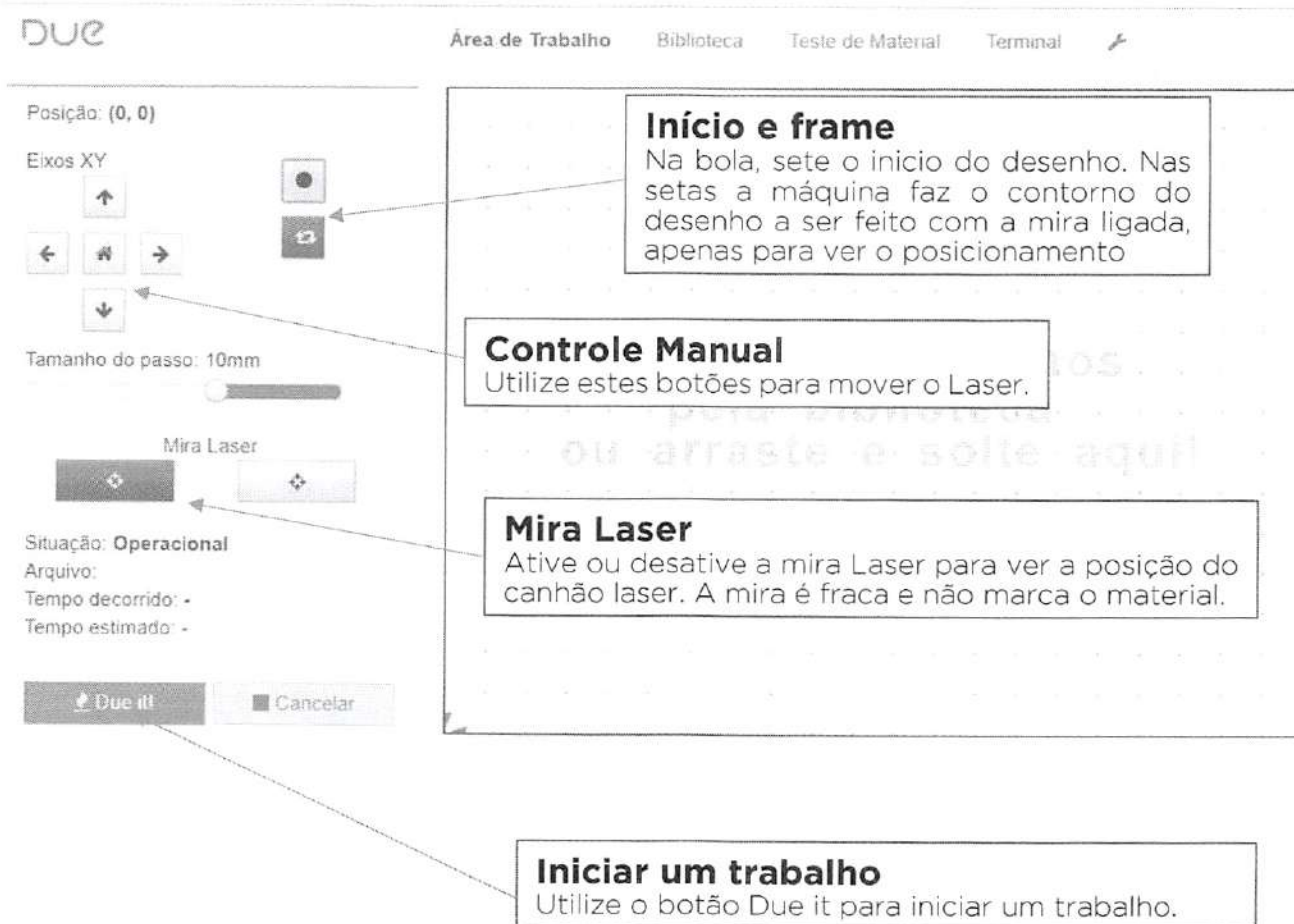 Due
Área de Trabalho Biblioteca Teste de Material Terminal
Posição: (0, 0)
Eixos XY
Início e frame
Na bola, sete o inicio do desenho. Nas
setas a máquina faz o contorno do
desenho a ser feito com a mira ligada,
apenas para ver o posicionamento
Controle Manual
Utilize estes botões para mover o Laser.
Tamanho do passo: 10mm
ou arraste e solte aqui!
Mira Laser
Mira Laser
Ative ou desative a mira Laser para ver a posição do
canhão laser. A mira é fraca e não marca o material.
Situação: Operacional
Arquivo:
Tempo decorrido: -
Tempo estimado: -
Due it!
Cancelar
Iniciar um trabalho
Utilize o botão Due it para iniciar um trabalho.